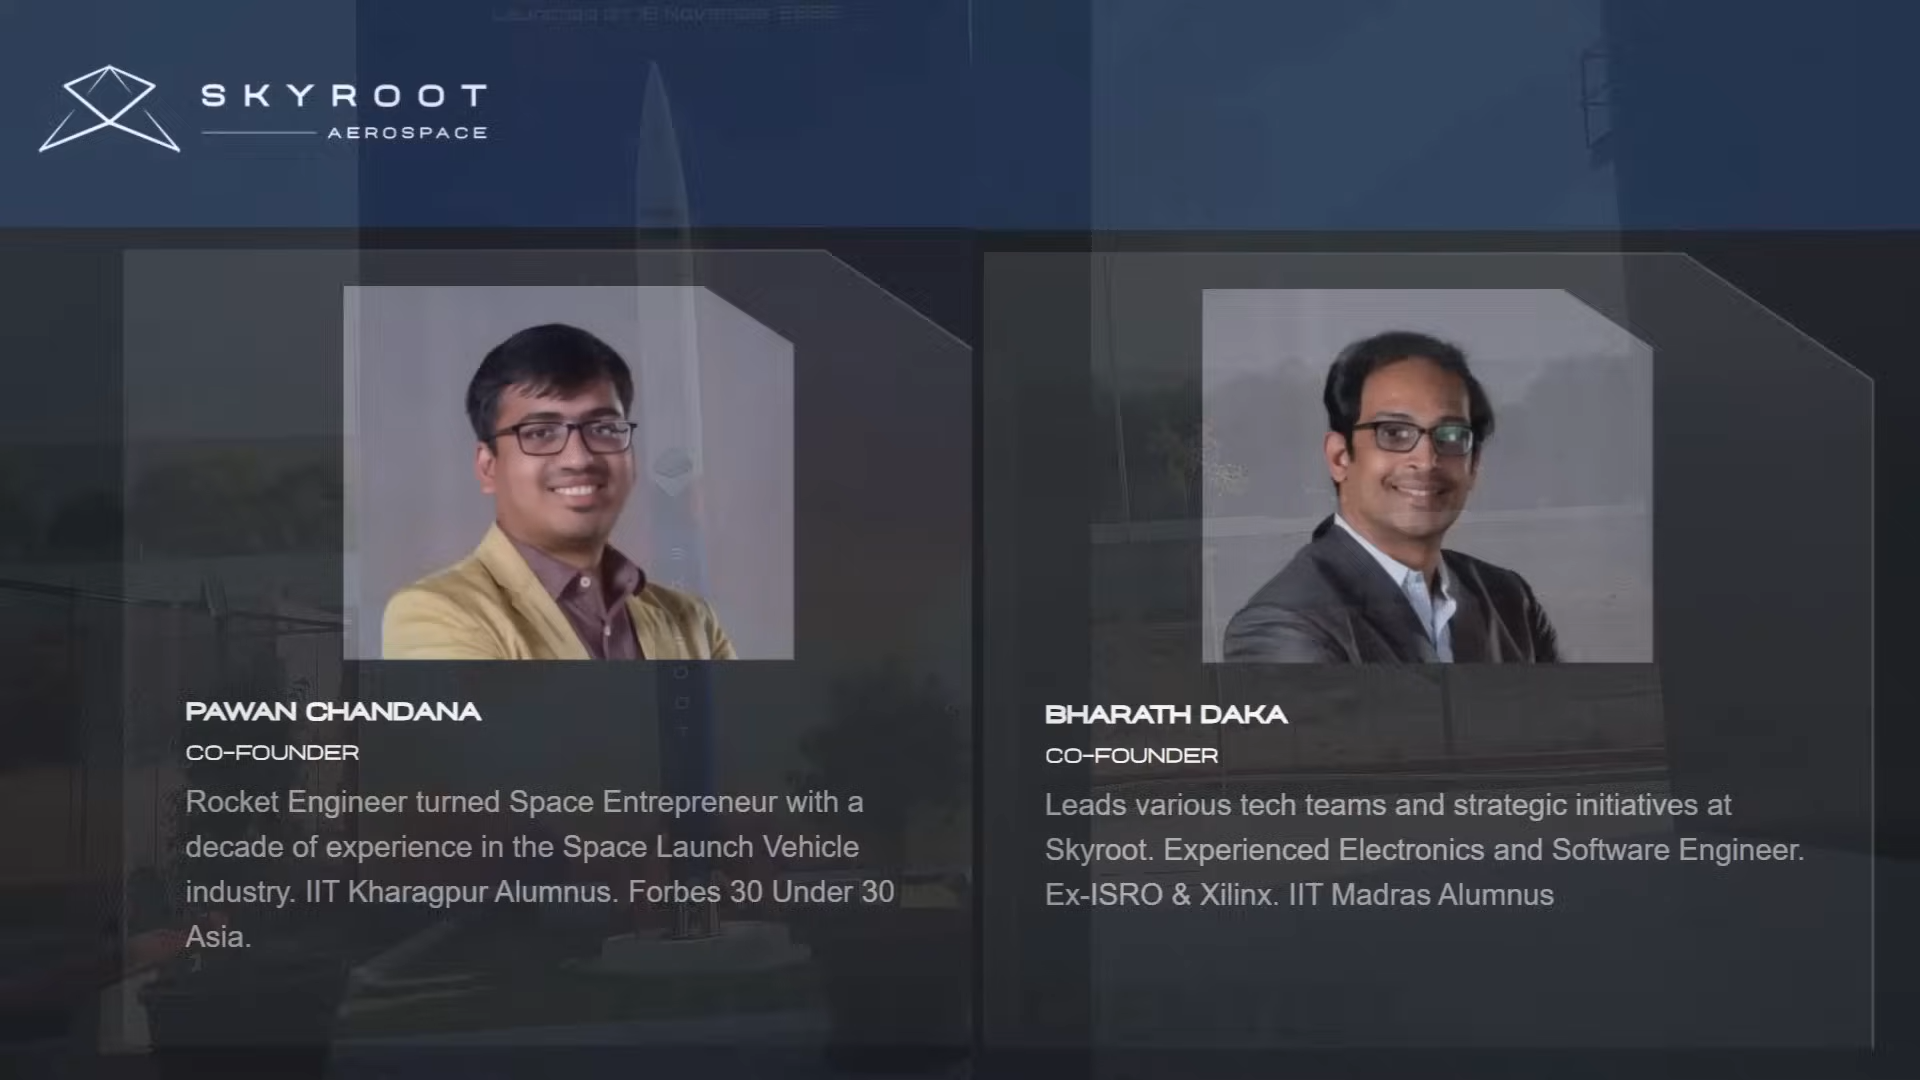 SKYROOT
AEROSPACE
PAWAN CHANDANA
CO-FOUNDER
Rocket Engineer turned Space Entrepreneur with a
decade of experience in the Space Launch Vehicle
industry. IIT Kharagpur Alumnus. Forbes 30 Under 30
Asia.
BHARATH DAKA
CO-FOUNDER
Leads various tech teams and strategic initiatives at
Skyroot. Experienced Electronics and Software Engineer.
Ex-ISRO & Xilinx. IIT Madras Alumnus